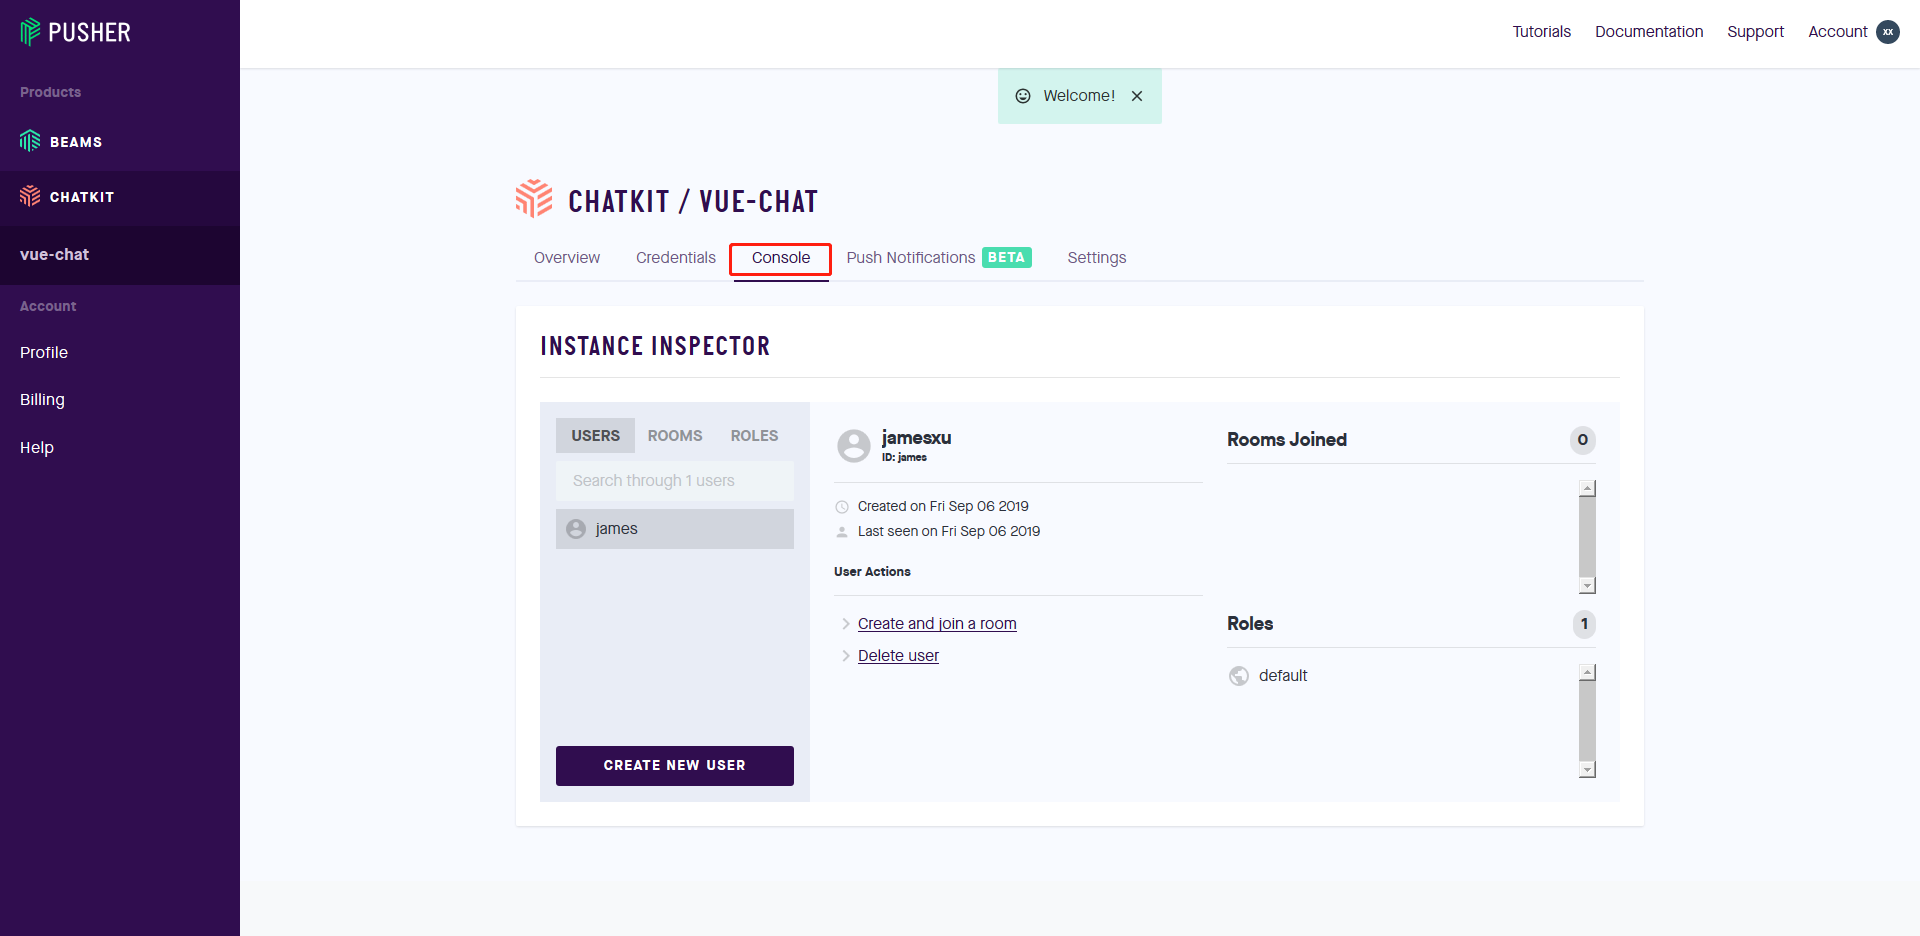 PUSHER
Tutorials Documentation Support Account XX
Products
BEAMS
CHATKIT
vue-chat
Account
Profile
Billing
Help
Welcome!
CHATKIT / VUE-CHAT
Overview Credentials Console Push Notifications BETA Settings
INSTANCE INSPECTOR
USERS ROOMS ROLES
Search through 1 users
james
CREATE NEW USER
jamesxu
ID: james
Created on Fri Sep 06 2019
Last seen on Fri Sep 06 2019
User Actions
Create and join a room
Delete user
Rooms Joined 0
Roles 1
default